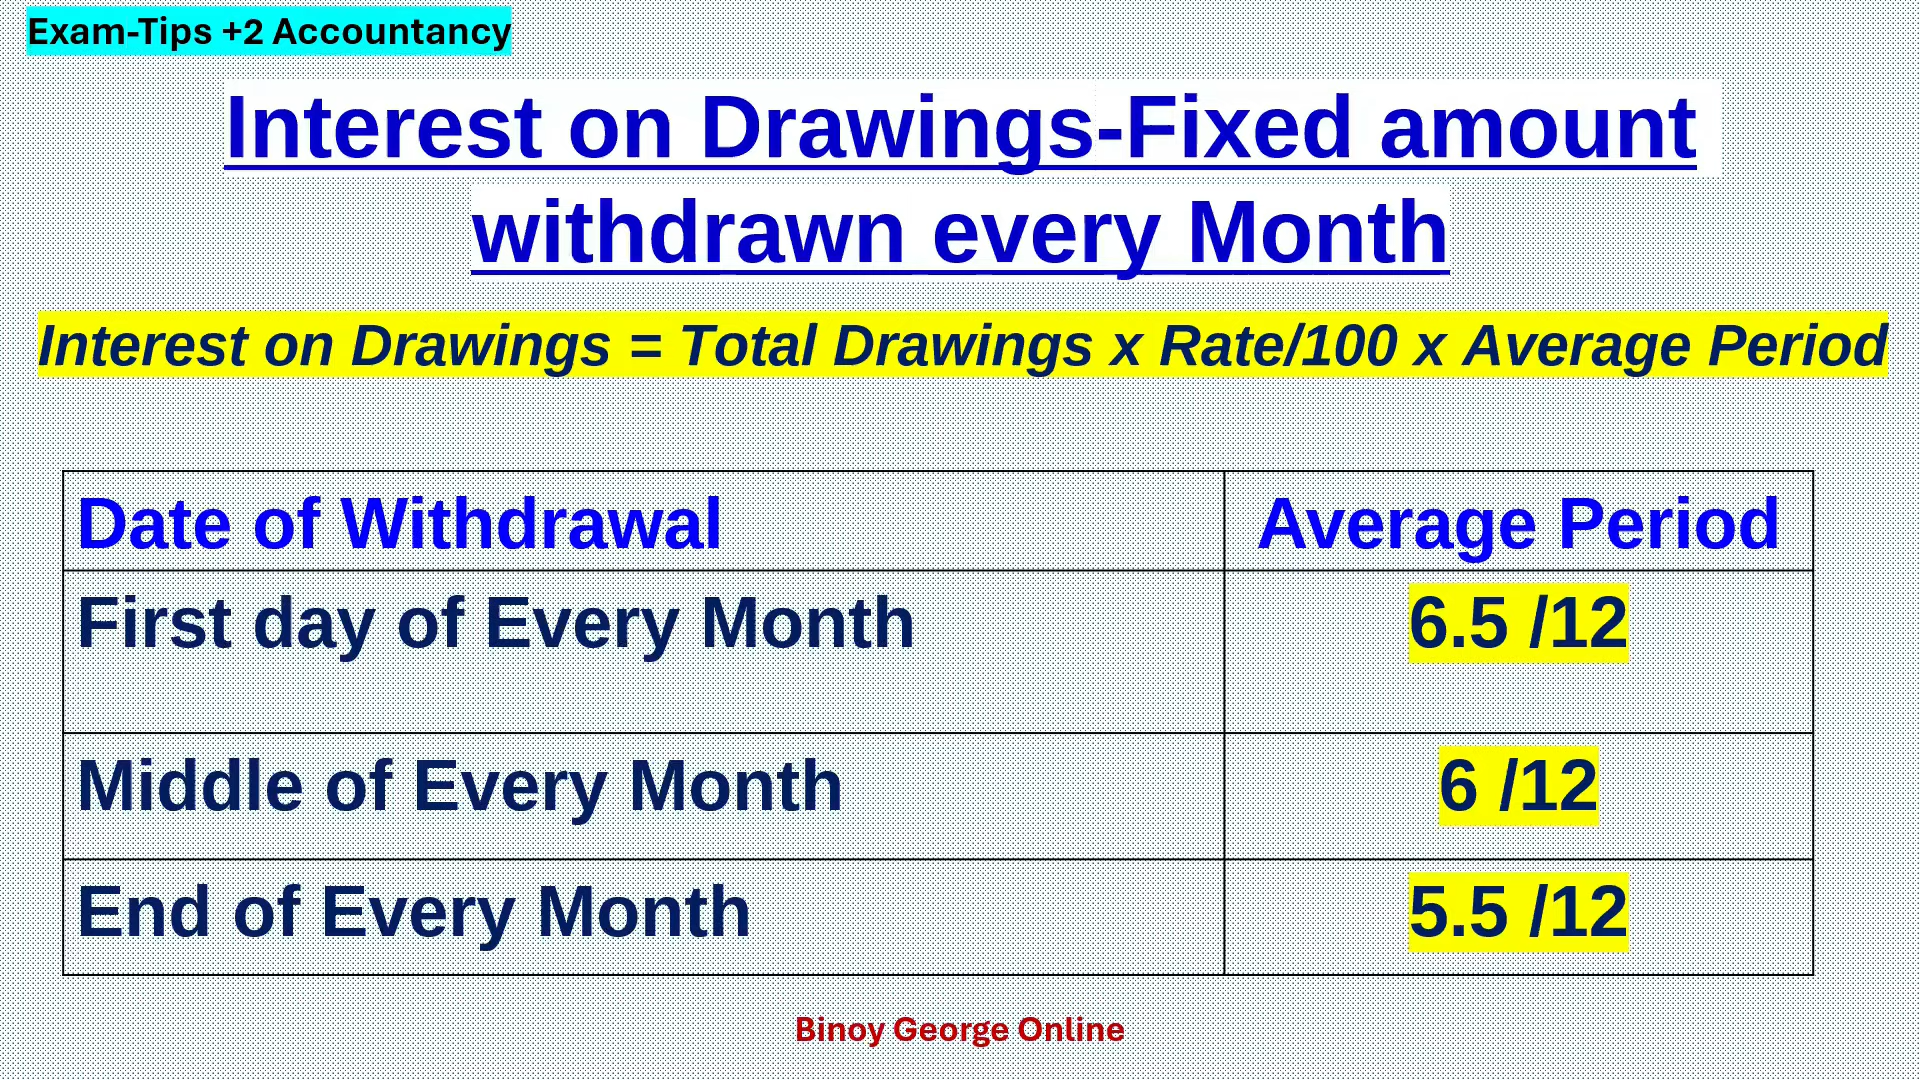 Exam-Tips +2 Accountancy
Interest on Drawings-Fixed amount
withdrawn every Month
Interest on Drawings = Total Drawings x Rate/100 x Average Period
Date of Withdrawal Average Period
First day of Every Month 6.5 /12
Middle of Every Month 6 /12
End of Every Month 5.5 /12
Binoy George Online